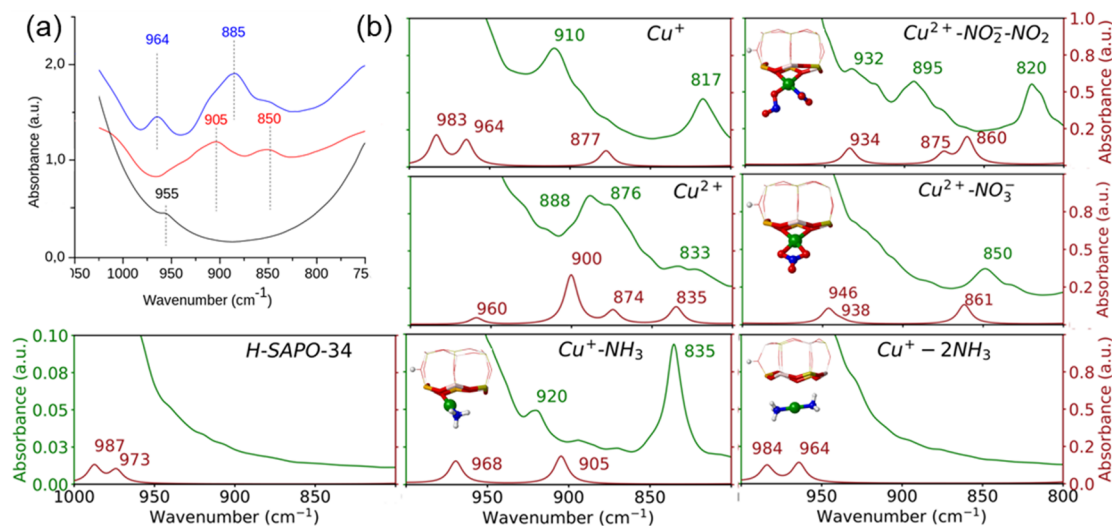 (a)
964
885
905
850
955
2,0
1,0
0,0
Absorbance (a.u.)
150 1000 950 900 850 800 75
Wavenumber (cm-1)
(b)
Cu+
910
817
983
964
877
Cu2+-NO2−-NO2
932
895
820
934
875
860
1.0
0.8
0.5
0.2
Absorbance (a.u.)
Cu2+
888
876
833
900
960
874
835
Cu2+-NO3−
850
946
938
861
0.8
0.5
0.2
Absorbance (a.u.)
H-SAPO-34
987
973
0.10
0.08
0.05
0.03
0.00
Absorbance (a.u.)
1000 950 900 850
Wavenumber (cm−1)
Cu+-NH3
835
920
968
905
950 900 850
Wavenumber (cm−1)
Cu+ − 2NH3
984
964
0.8
0.5
0.2
0.0
Absorbance (a.u.)
950 900 850 800
Wavenumber (cm−1)